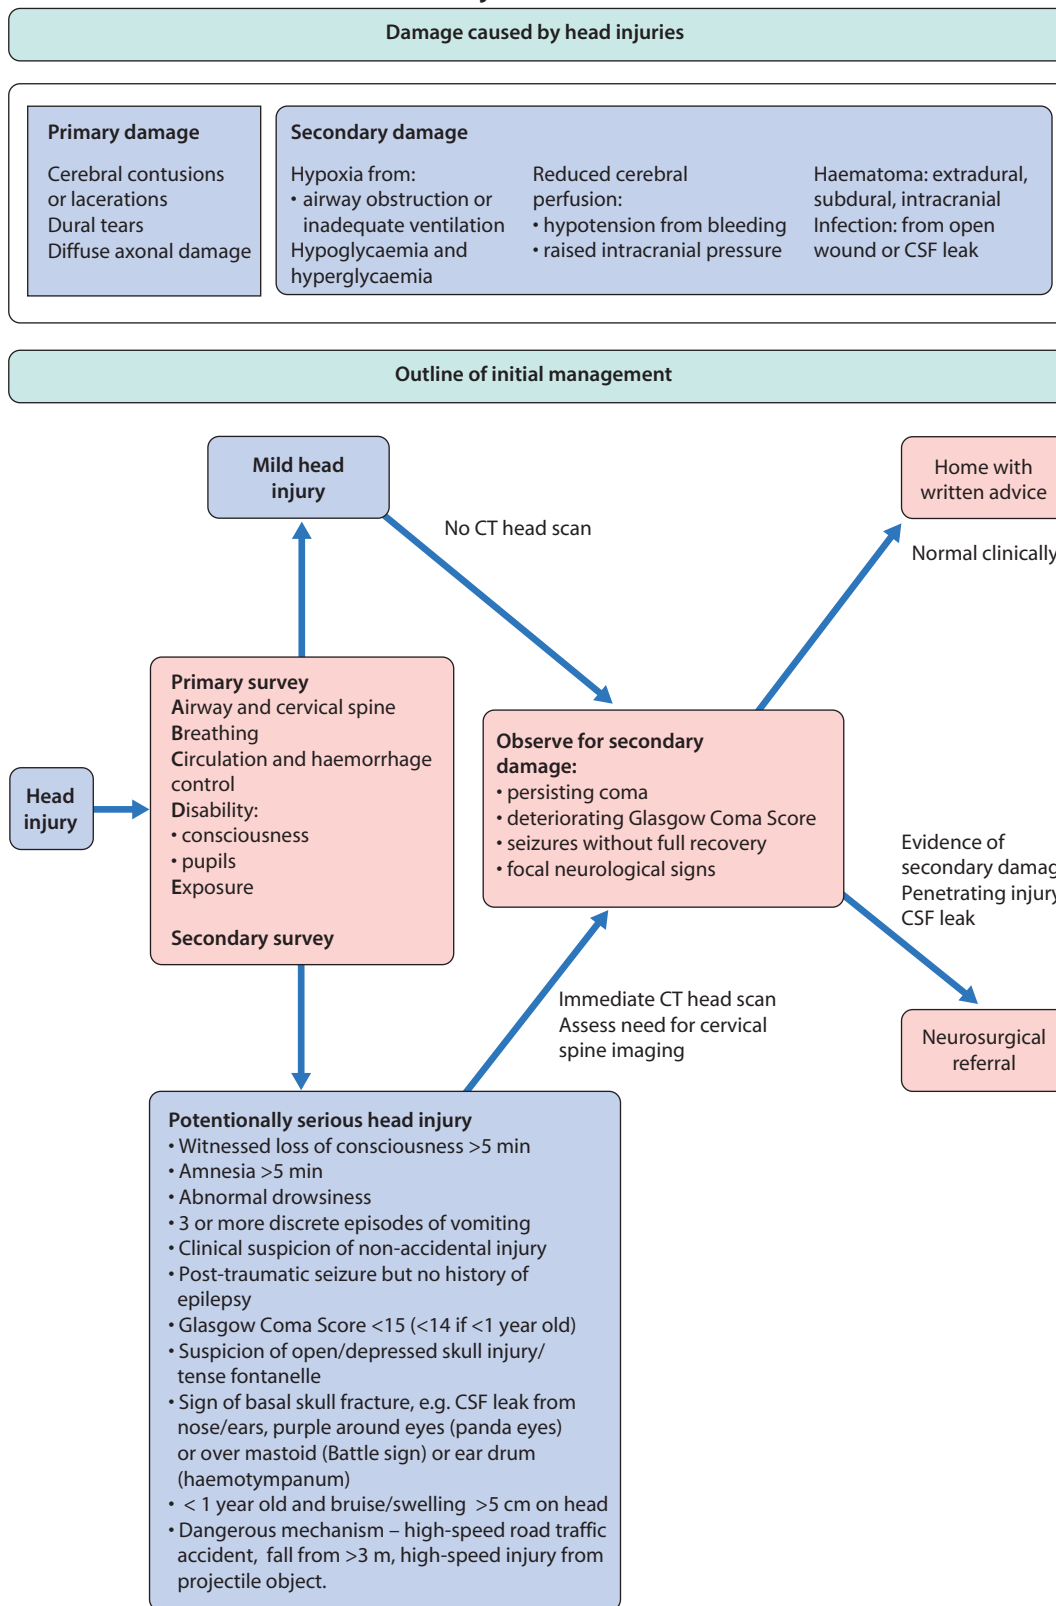 Damage caused by head injuries
Primary damage
Cerebral contusions
or lacerations
Dural tears
Diffuse axonal damage
Secondary damage
Hypoxia from:
• airway obstruction or
inadequate ventilation
Hypoglycaemia and
hyperglycaemia
Reduced cerebral
perfusion:
• hypotension from bleeding
• raised intracranial pressure
Haematoma: extradural,
subdural, intracranial
Infection: from open
wound or CSF leak
Outline of initial management
Mild head
injury
No CT head scan
Home with
written advice
Normal clinically
Primary survey
Airway and cervical spine
Breathing
Circulation and haemorrhage
control
Disability:
• consciousness
• pupils
Exposure
Secondary survey
Head
injury
Observe for secondary
damage:
• persisting coma
• deteriorating Glasgow Coma Score
• seizures without full recovery
• focal neurological signs
Evidence of
secondary damag
Penetrating injury
CSF leak
Immediate CT head scan
Assess need for cervical
spine imaging
Neurosurgical
referral
Potentially serious head injury
• Witnessed loss of consciousness >5 min
• Amnesia >5 min
• Abnormal drowsiness
• 3 or more discrete episodes of vomiting
• Clinical suspicion of non-accidental injury
• Post-traumatic seizure but no history of
epilepsy
• Glasgow Coma Score <15 (<14 if <1 year old)
• Suspicion of open/depressed skull injury/
tense fontanelle
• Sign of basal skull fracture, e.g. CSF leak from
nose/ears, purple around eyes (panda eyes)
or over mastoid (Battle sign) or ear drum
(haemotympanum)
• < 1 year old and bruise/swelling >5 cm on head
• Dangerous mechanism – high-speed road traffic
accident, fall from >3 m, high-speed injury from
projectile object.